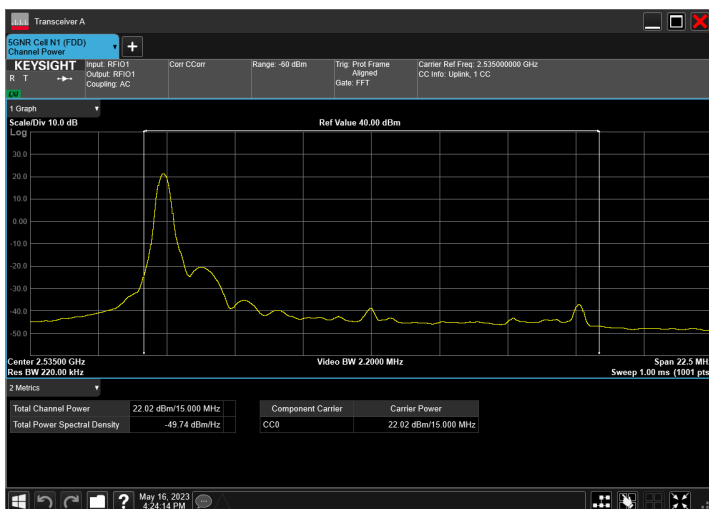 Transceiver A
5GNR Cell N1 (FDD)
Channel Power
KEYSIGHT
R T
LXI
Input: RFIO1
Output: RFIO1
Coupling: AC
Corr CCorr
Range: -60 dBm
Trig: Prot Frame
Aligned
Gate: FFT
Carrier Ref Freq: 2.535000000 GHz
CC Info: Uplink, 1 CC
1 Graph
Scale/Div 10.0 dB
Ref Value 40.00 dBm
Log
30.0
20.0
10.0
0.00
-10.0
-20.0
-30.0
-40.0
-50.0
Center 2.53500 GHz
Video BW 2.2000 MHz
Span 22.5 MHz
Res BW 220.00 kHz
Sweep 1.00 ms (1001 pts
2 Metrics
Total Channel Power 22.02 dBm/15.000 MHz
Total Power Spectral Density -49.74 dBm/Hz
Component Carrier Carrier Power
CC0 22.02 dBm/15.000 MHz
May 16, 2023
4:24:14 PM